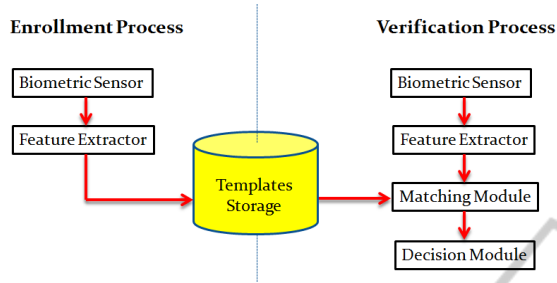 Enrollment Process
Verification Process
Biometric Sensor
Feature Extractor
Templates
Storage
Biometric Sensor
Feature Extractor
Matching Module
Decision Module